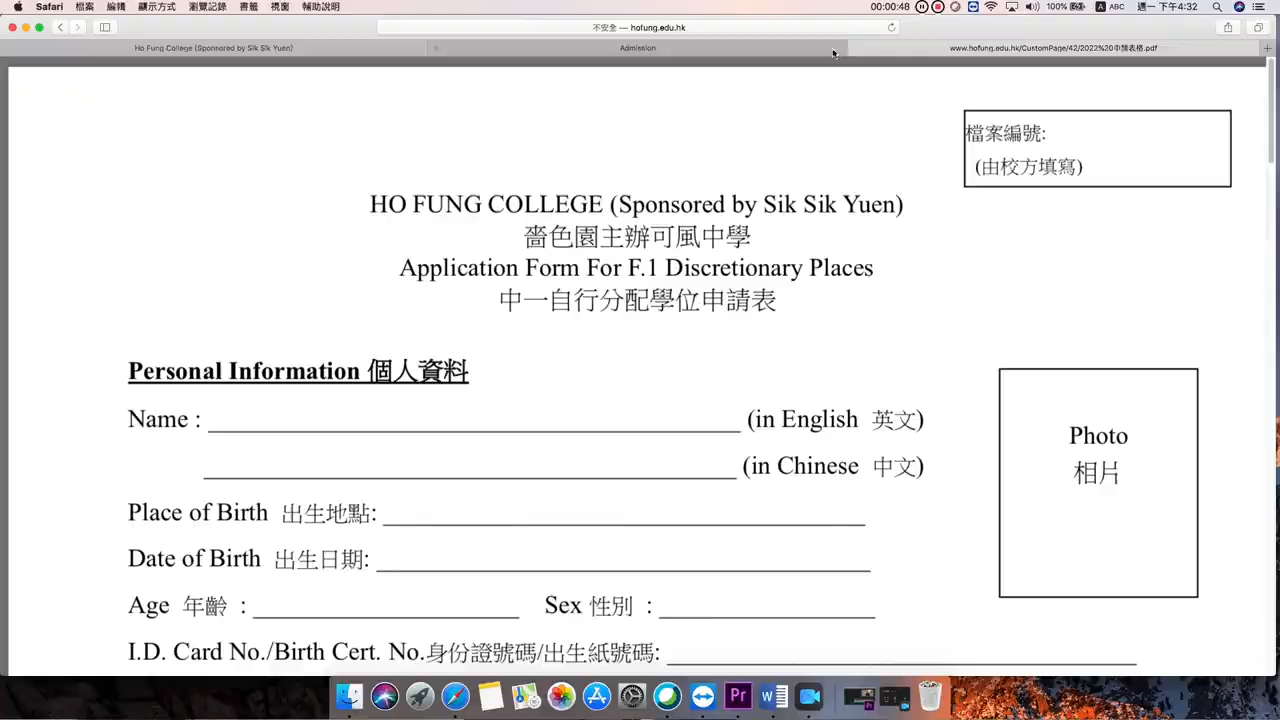 Safari 檔案 編輯 顯示方式 瀏覽記錄 書籤 視窗 輔助說明 00:00:48 100% A ABC 週一 下午4:32
不安全 — hofung.edu.hk
Ho Fung College (Sponsored by Sik Sik Yuen) Admission www.hofung.edu.hk/CustomPage/42/2022%20申請表格.pdf
檔案編號:
(由校方填寫)
HO FUNG COLLEGE (Sponsored by Sik Sik Yuen)
嗇色園主辦可風中學
Application Form For F.1 Discretionary Places
中一自行分配學位申請表
Personal Information 個人資料
Name : (in English 英文)
(in Chinese 中文)
Photo
相片
Place of Birth 出生地點:
Date of Birth 出生日期:
Age 年齡 : Sex 性別 :
I.D. Card No./Birth Cert. No.身份證號碼/出生紙號碼:
Pr W